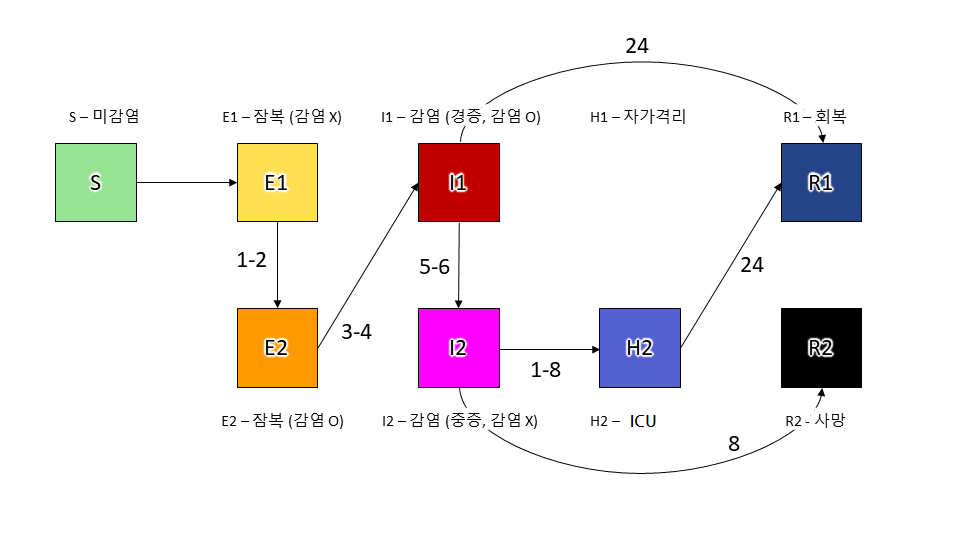 24
S – 미감염
E1 – 잠복 (감염 X)
I1 – 감염 (경증, 감염 O)
H1 – 자가격리
R1 – 회복
S
E1
I1
R1
1-2
5-6
24
3-4
E2
I2
H2
R2
1-8
E2 – 잠복 (감염 O)
I2 – 감염 (중증, 감염 X)
H2 – ICU
R2 - 사망
8